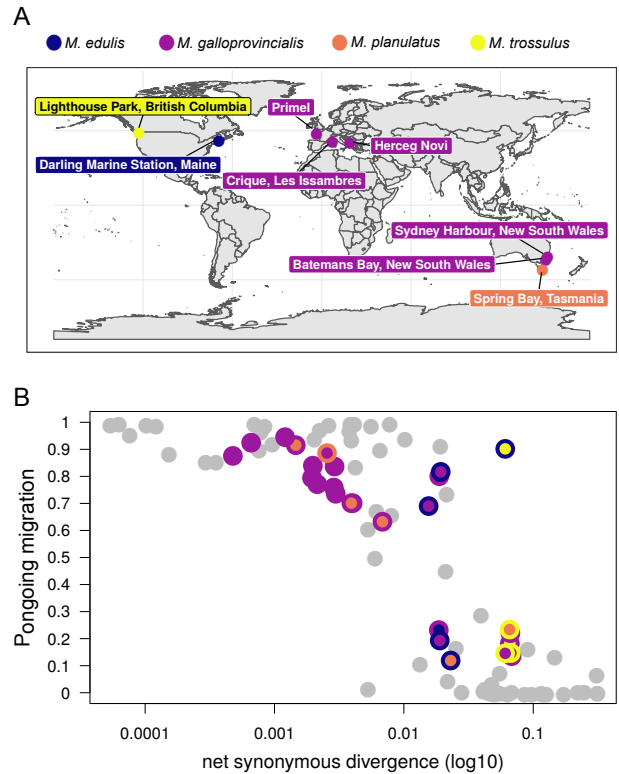 A
M. edulis M. galloprovincialis M. planulatus M. trossulus
Lighthouse Park, British Columbia
Primel
Darling Marine Station, Maine
Herceg Novi
Crique, Les Issambres
Sydney Harbour, New South Wales
Batemans Bay, New South Wales
Spring Bay, Tasmania
B
Pongoing migration
1
0.9
0.8
0.7
0.6
0.5
0.4
0.3
0.2
0.1
0
0.0001 0.001 0.01 0.1
net synonymous divergence (log10)